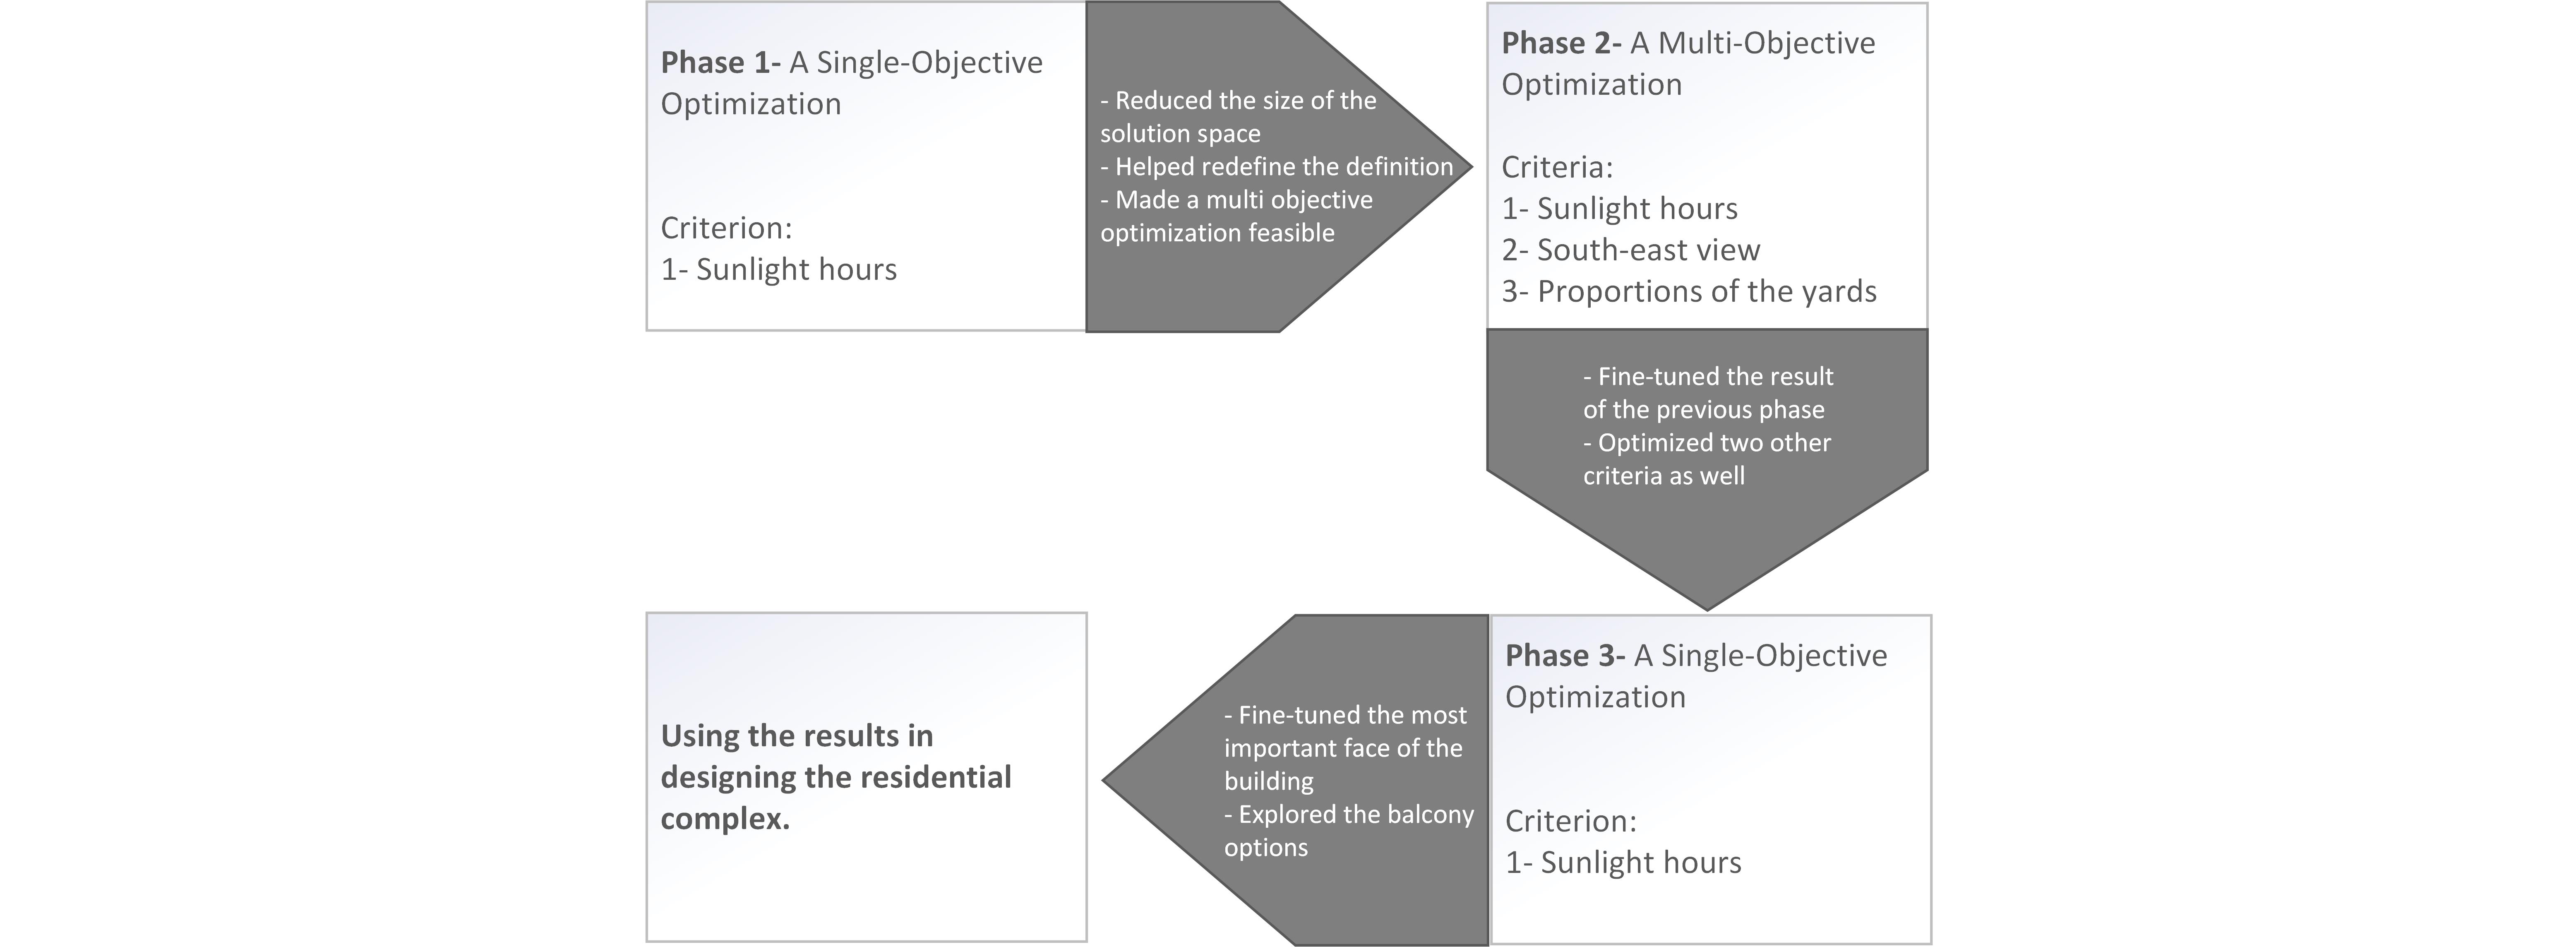 Phase 1- A Single-Objective
Optimization
Criterion:
1- Sunlight hours
- Reduced the size of the
solution space
- Helped redefine the definition
- Made a multi objective
optimization feasible
Phase 2- A Multi-Objective
Optimization
Criteria:
1- Sunlight hours
2- South-east view
3- Proportions of the yards
- Fine-tuned the result
of the previous phase
- Optimized two other
criteria as well
Phase 3- A Single-Objective
Optimization
Criterion:
1- Sunlight hours
- Fine-tuned the most
important face of the
building
- Explored the balcony
options
Using the results in
designing the residential
complex.